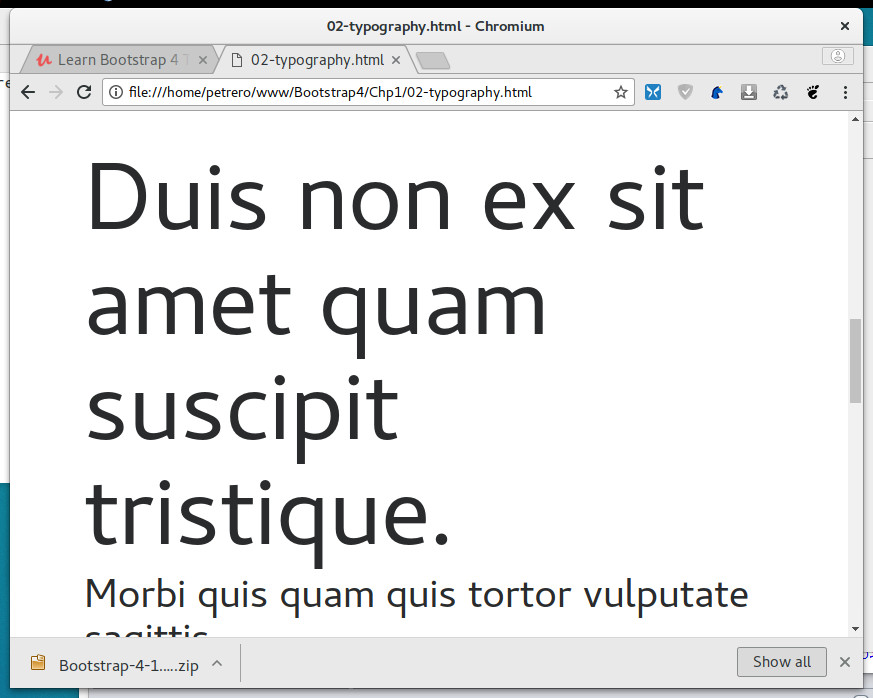 02-typography.html - Chromium
Learn Bootstrap 4 T
02-typography.html
file:///home/petrero/www/Bootstrap4/Chp1/02-typography.html
Duis non ex sit
amet quam
suscipit
tristique.
Morbi quis quam quis tortor vulputate
sagittis
Bootstrap-4-1.....zip
Show all